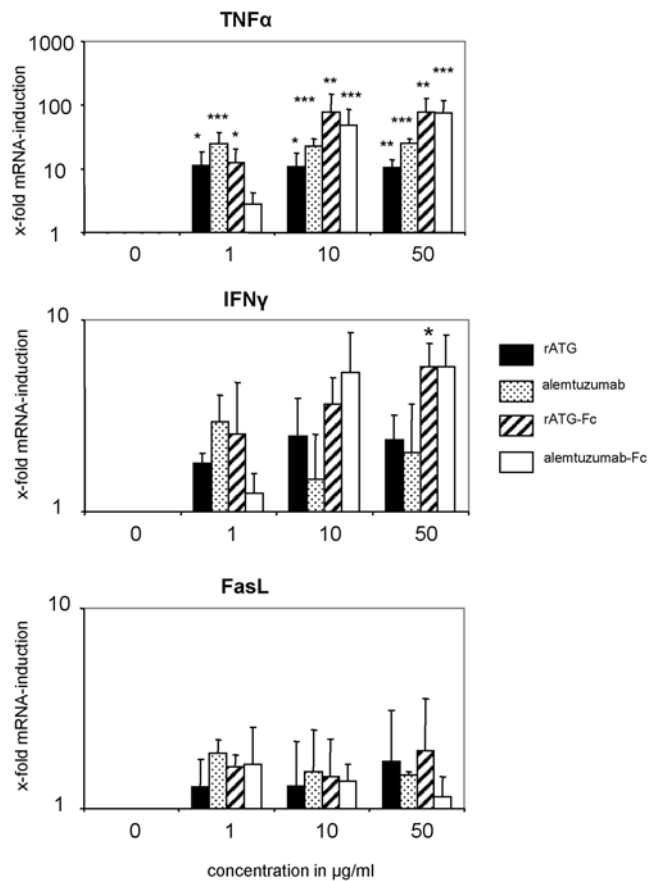 TNFα
1000
100
10
1
x-fold mRNA-induction
* *** *
* *** ** ***
** *** ** ***
0 1 10 50
IFNγ
10
1
x-fold mRNA-induction
*
0 1 10 50
rATG
alemtuzumab
rATG-Fc
alemtuzumab-Fc
FasL
10
1
x-fold mRNA-induction
0 1 10 50
concentration in µg/ml